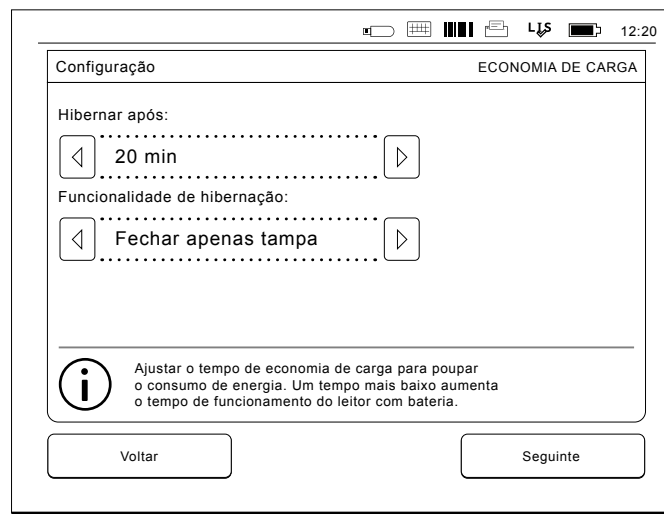 LIS 12:20
Configuração ECONOMIA DE CARGA
Hibernar após:
20 min
Funcionalidade de hibernação:
Fechar apenas tampa
Ajustar o tempo de economia de carga para poupar
o consumo de energia. Um tempo mais baixo aumenta
o tempo de funcionamento do leitor com bateria.
Voltar Seguinte